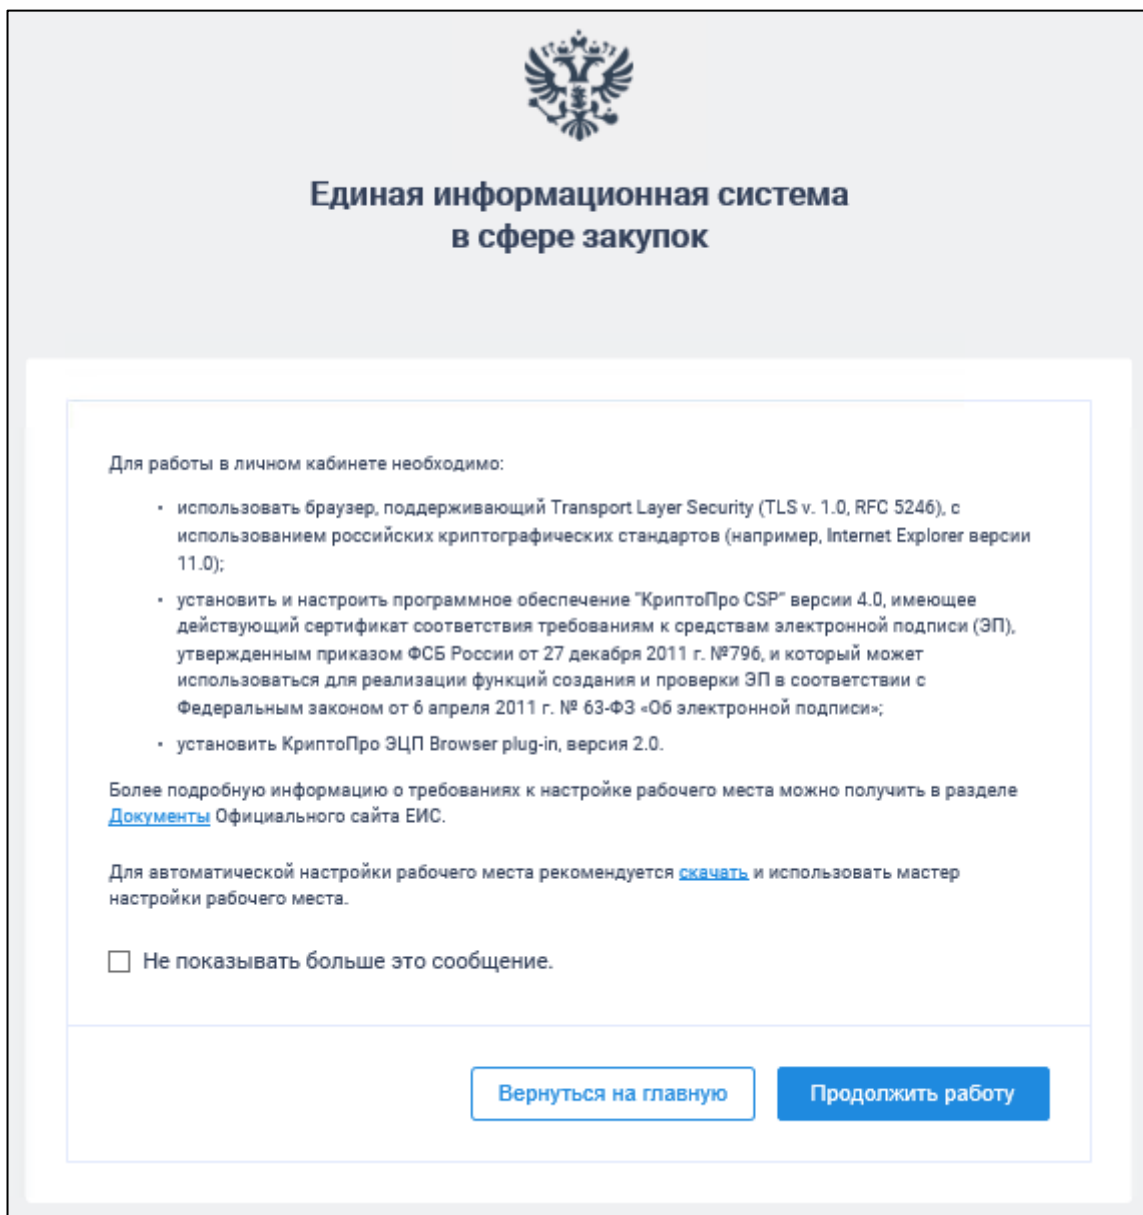 Единая информационная система
в сфере закупок
Для работы в личном кабинете необходимо:
• использовать браузер, поддерживающий Transport Layer Security (TLS v. 1.0, RFC 5246), с
использованием российских криптографических стандартов (например, Internet Explorer версии
11.0);
• установить и настроить программное обеспечение "КриптоПро CSP" версии 4.0, имеющее
действующий сертификат соответствия требованиям к средствам электронной подписи (ЭП),
утвержденным приказом ФСБ России от 27 декабря 2011 г. №796, и который может
использоваться для реализации функций создания и проверки ЭП в соответствии с
Федеральным законом от 6 апреля 2011 г. № 63-ФЗ «Об электронной подписи»;
• установить КриптоПро ЭЦП Browser plug-in, версия 2.0.
Более подробную информацию о требованиях к настройке рабочего места можно получить в разделе
Документы Официального сайта ЕИС.
Для автоматической настройки рабочего места рекомендуется скачать и использовать мастер
настройки рабочего места.
Не показывать больше это сообщение.
Вернуться на главную
Продолжить работу